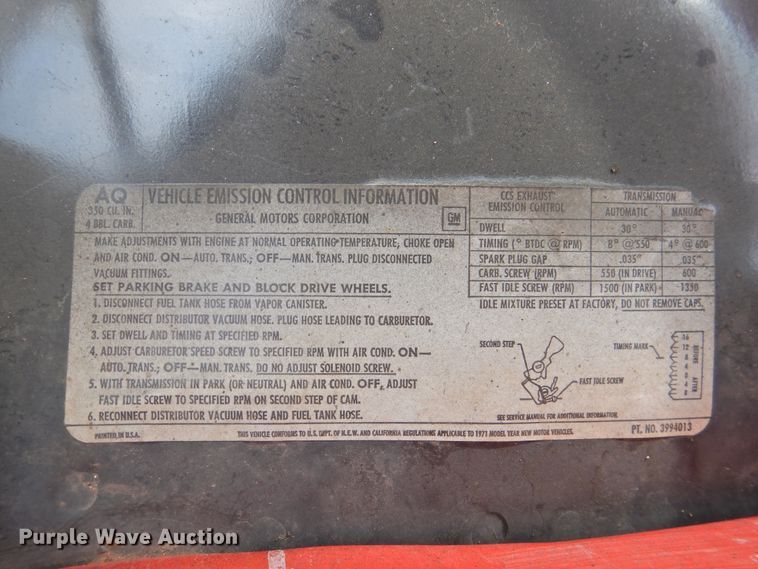 AQ
350 CU. IN.
4 BBL. CARB.
VEHICLE EMISSION CONTROL INFORMATION
GENERAL MOTORS CORPORATION
GM
MAKE ADJUSTMENTS WITH ENGINE AT NORMAL OPERATING TEMPERATURE, CHOKE OPEN
AND AIR COND. ON—AUTO. TRANS.; OFF—MAN. TRANS. PLUG DISCONNECTED
VACUUM FITTINGS.
SET PARKING BRAKE AND BLOCK DRIVE WHEELS.
1. DISCONNECT FUEL TANK HOSE FROM VAPOR CANISTER.
2. DISCONNECT DISTRIBUTOR VACUUM HOSE. PLUG HOSE LEADING TO CARBURETOR.
3. SET DWELL AND TIMING AT SPECIFIED RPM.
4. ADJUST CARBURETOR SPEED SCREW TO SPECIFIED RPM WITH AIR COND. ON—
AUTO. TRANS.; OFF—MAN. TRANS. DO NO ADJUST SOLENOID SCREW.
5. WITH TRANSMISSION IN PARK (OR NEUTRAL) AND AIR COND. OFF, ADJUST
FAST IDLE SCREW TO SPECIFIED RPM ON SECOND STEP OF CAM.
6. RECONNECT DISTRIBUTOR VACUUM HOSE AND FUEL TANK HOSE.
CCS EXHAUST EMISSION CONTROL TRANSMISSION
AUTOMATIC MANUAL
DWELL 30° 30°
TIMING (° BTDC @ RPM) 8° @ 550 4° @ 600
SPARK PLUG GAP .035" .035"
CARB. SCREW (RPM) 550 (IN DRIVE) 600
FAST IDLE SCREW (RPM) 1500 (IN PARK) 1350
IDLE MIXTURE PRESET AT FACTORY, DO NOT REMOVE CAPS.
SECOND STEP
FAST IDLE SCREW
TIMING MARK
16
12
8
4
0
4
8
BEFORE
AFTER
SEE SERVICE MANUAL FOR ADDITIONAL INFORMATION.
PRINTED IN U.S.A.
THIS VEHICLE CONFORMS TO U.S. DEPT. OF H.E.W. AND CALIFORNIA REGULATIONS APPLICABLE TO 1971 MODEL YEAR NEW MOTOR VEHICLES.
PT. NO. 3994013
Purple Wave Auction